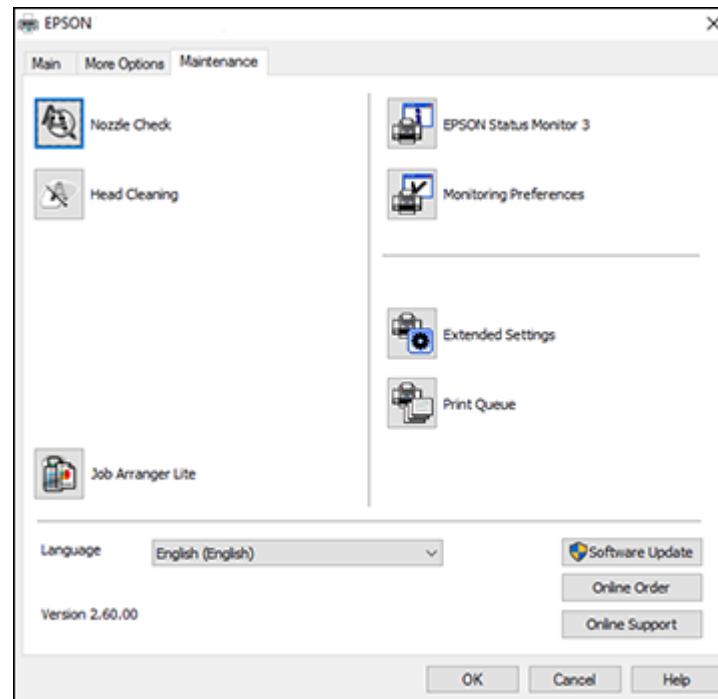 EPSON
Main More Options Maintenance
Nozzle Check
Head Cleaning
Job Arranger Lite
EPSON Status Monitor 3
Monitoring Preferences
Extended Settings
Print Queue
Language English (English)
Software Update
Online Order
Version 2.60.00
Online Support
OK Cancel Help